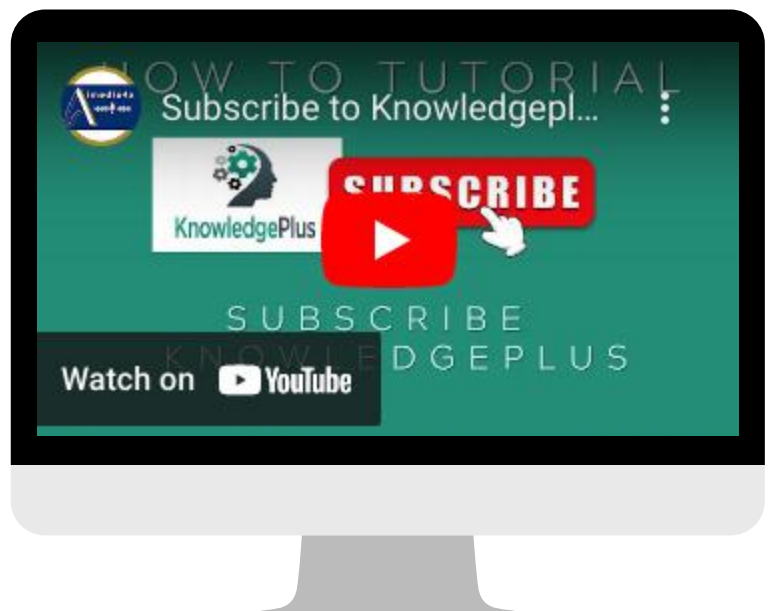 HOW TO TUTORIAL
Subscribe to Knowledgepl...
KnowledgePlus
SUBSCRIBE
SUBSCRIBE
KNOWLEDGEPLUS
Watch on YouTube